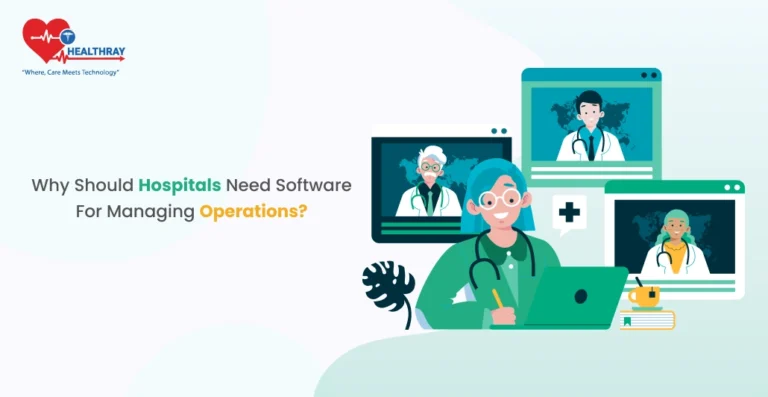 HEALTHRAY
"Where, Care Meets Technology"
Why Should Hospitals Need Software
For Managing Operations?